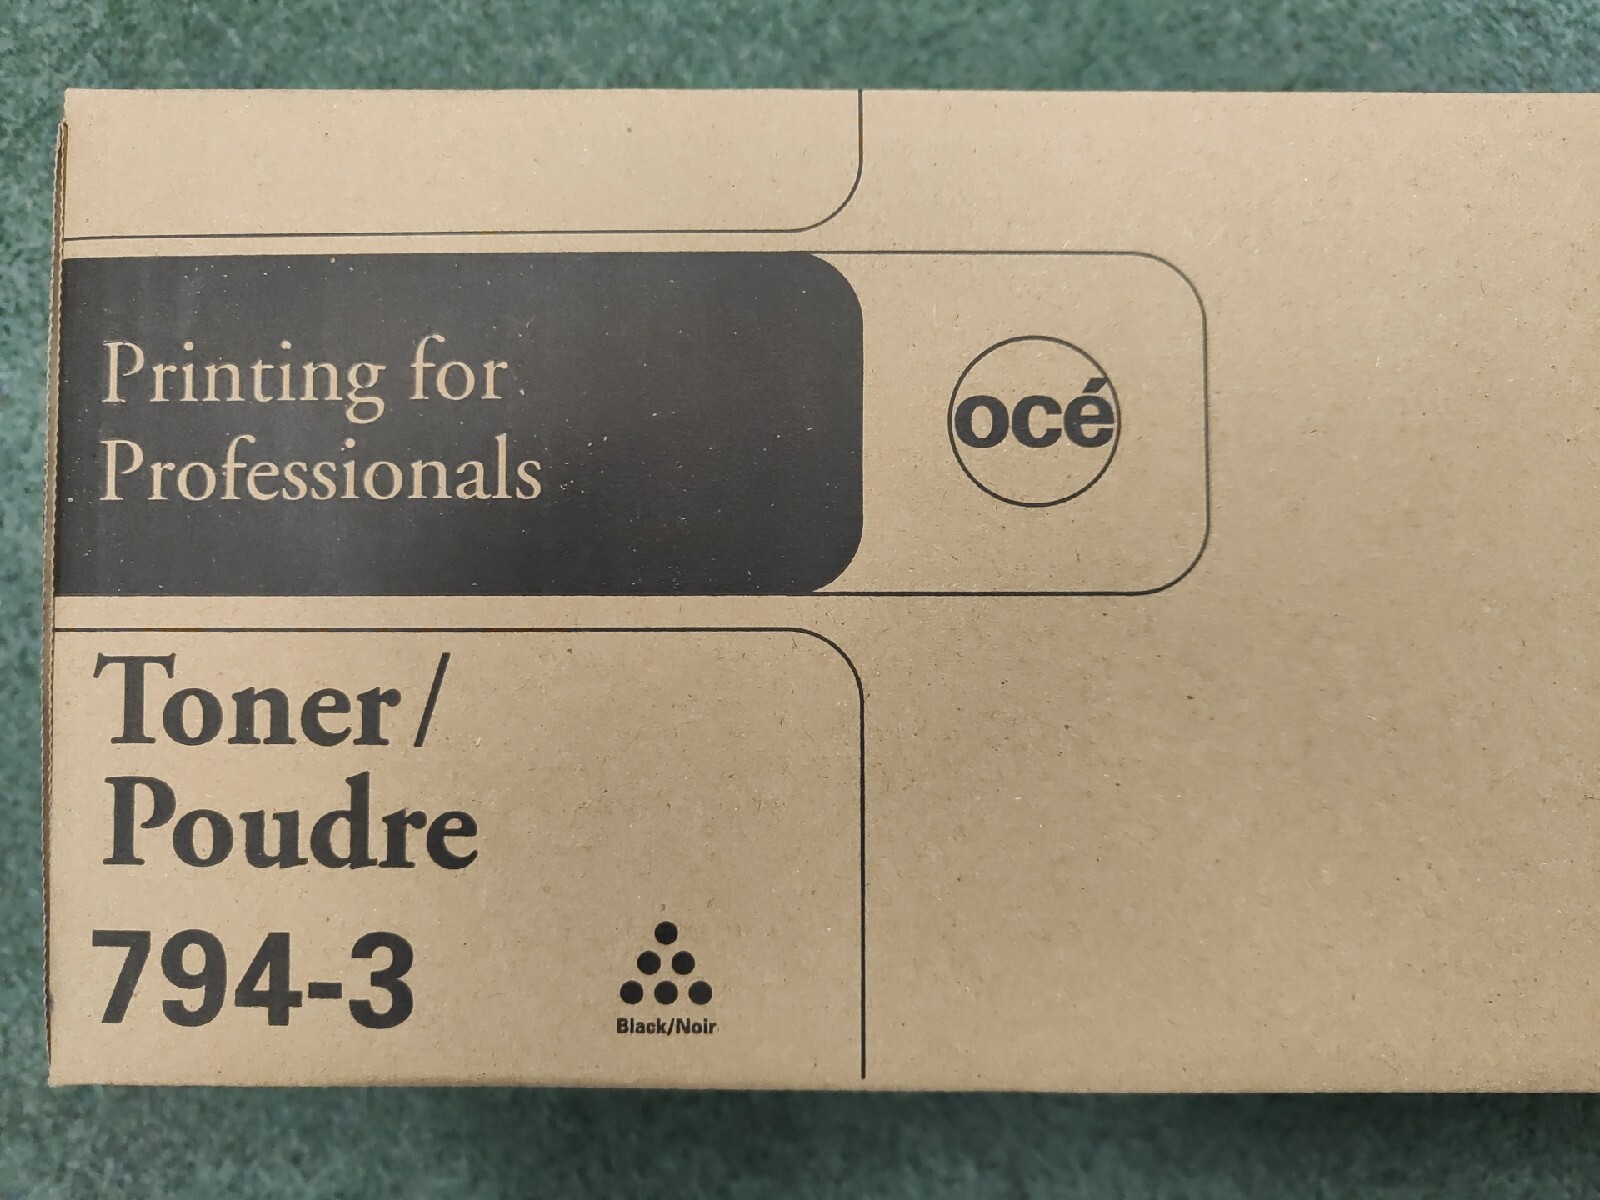 Printing for
Professionals
océ
Toner/
Poudre
794-3
Black/Noir